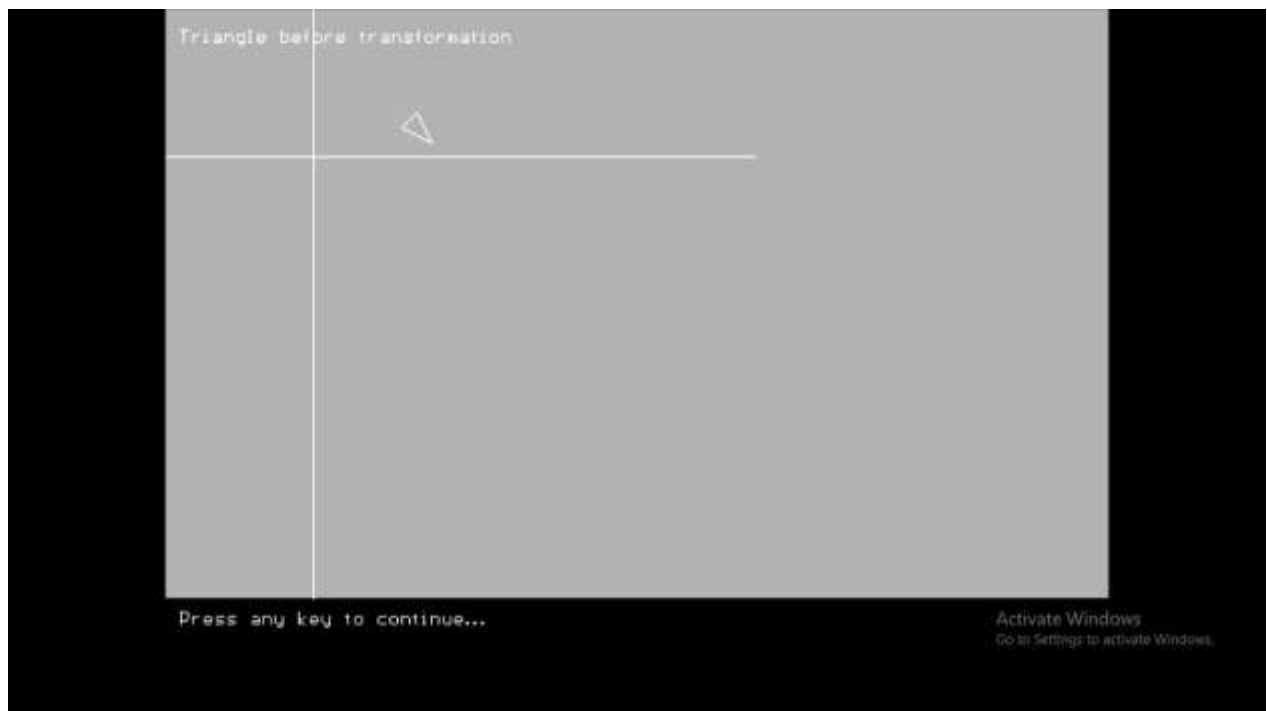 Triangle before transformation
Press any key to continue...
Activate Windows
Go to Settings to activate Windows.